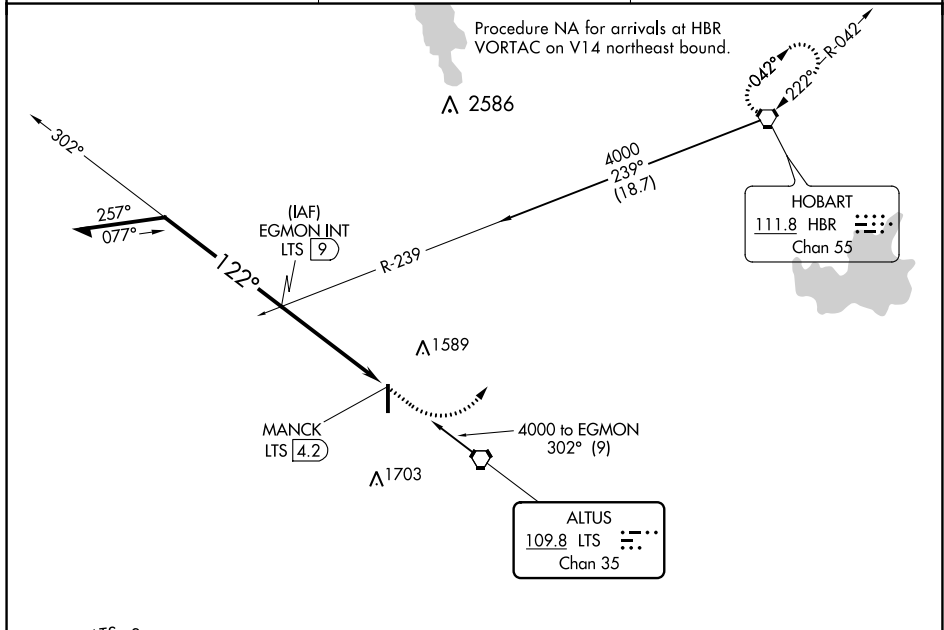 Procedure NA for arrivals at HBR
VORTAC on V14 northeast bound.
2586
042°
222°
R-042
4000
239°
(18.7)
HOBART
111.8 HBR
Chan 55
302°
257°
077°
(IAF)
EGMON INT
LTS 9
122°
R-239
1589
MANCK
LTS 4.2
4000 to EGMON
302° (9)
1703
ALTUS
109.8 LTS
Chan 35